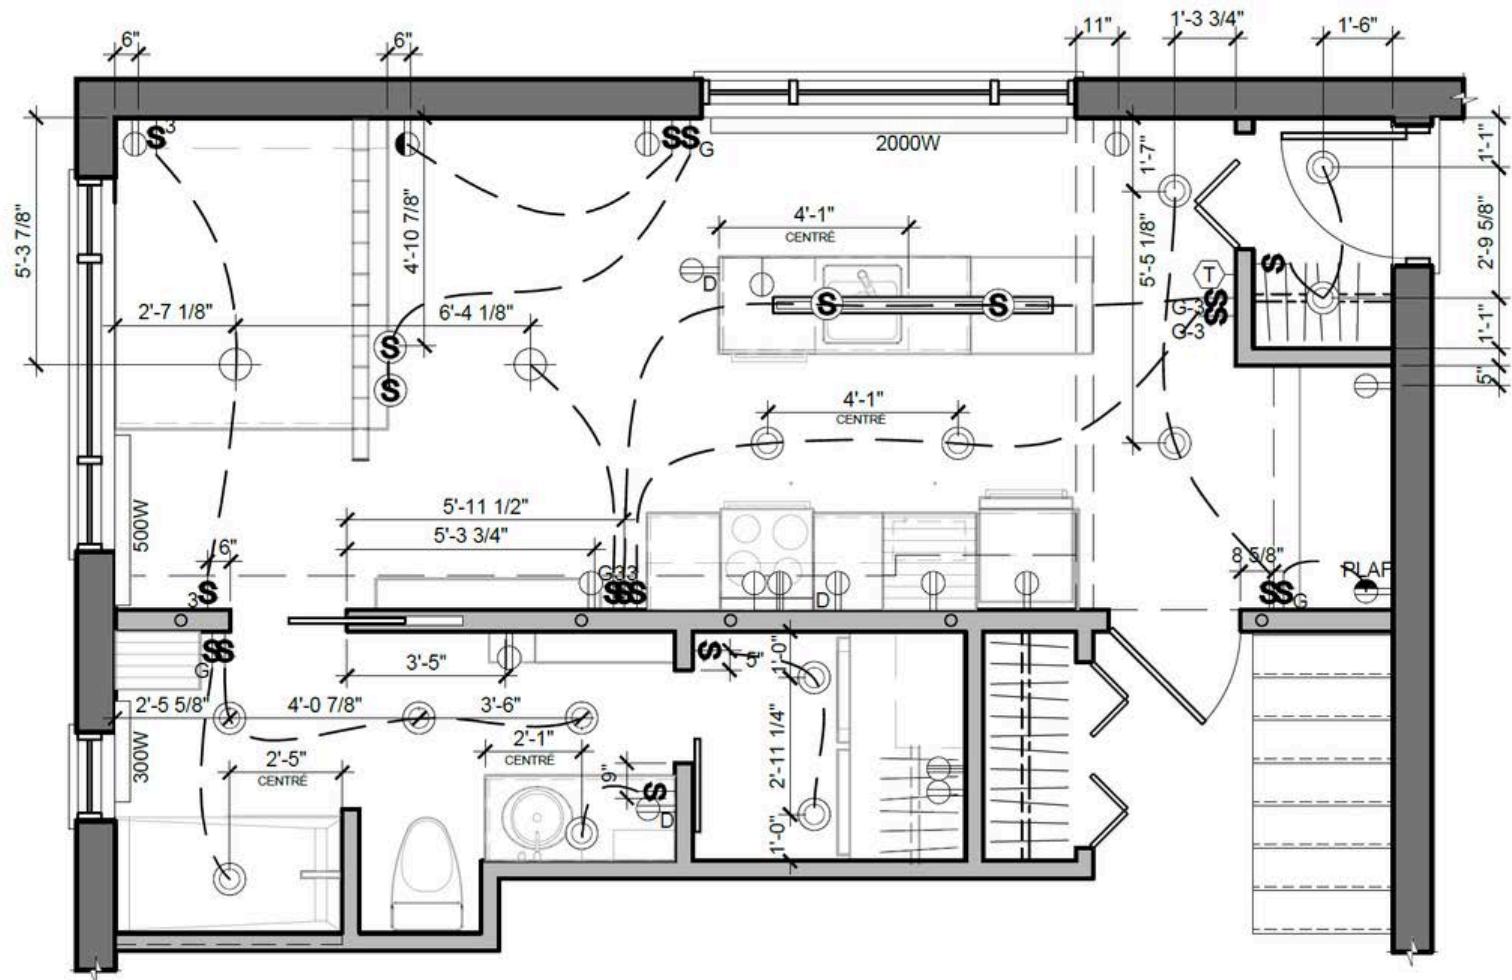 6"
6"
11"
1'-3 3/4"
1'-6"
S3
SSG
2000W
1'-7"
1'-1"
5'-3 7/8"
4'-10 7/8"
4'-1"
CENTRÉ
5'-5 1/8"
2'-9 5/8"
S
T
D
2'-7 1/8"
6'-4 1/8"
S
S
G-3
S
G-3
S
1'-1"
S
S
5"
4'-1"
CENTRÉ
5'-11 1/2"
5'-3 3/4"
500W
6"
8 5/8"
PLAF
G33
SSS
3S
D
SSG
SS
G
3'-5"
S
5"
1'-0"
2'-5 5/8"
4'-0 7/8"
3'-6"
300W
2'-5"
CENTRÉ
2'-1"
CENTRÉ
9"
S
D
2'-11 1/4"
1'-0"